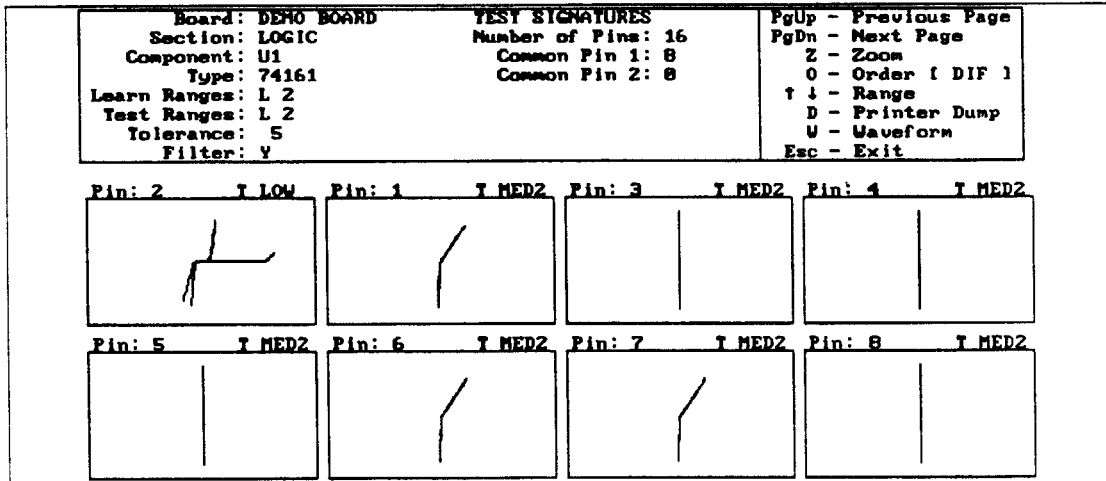 Board: DEMO BOARD
Section: LOGIC
Component: U1
Type: 74161
Learn Ranges: L 2
Test Ranges: L 2
Tolerance: 5
Filter: Y
TEST SIGNATURES
Number of Pins: 16
Common Pin 1: 8
Common Pin 2: 0
PgUp - Previous Page
PgDn - Next Page
Z - Zoom
O - Order [ DIF ]
↑ ↓ - Range
D - Printer Dump
W - Waveform
Esc - Exit
Pin: 2 T LOW
Pin: 1 T MED2
Pin: 3 T MED2
Pin: 4 T MED2
Pin: 5 T MED2
Pin: 6 T MED2
Pin: 7 T MED2
Pin: 8 T MED2